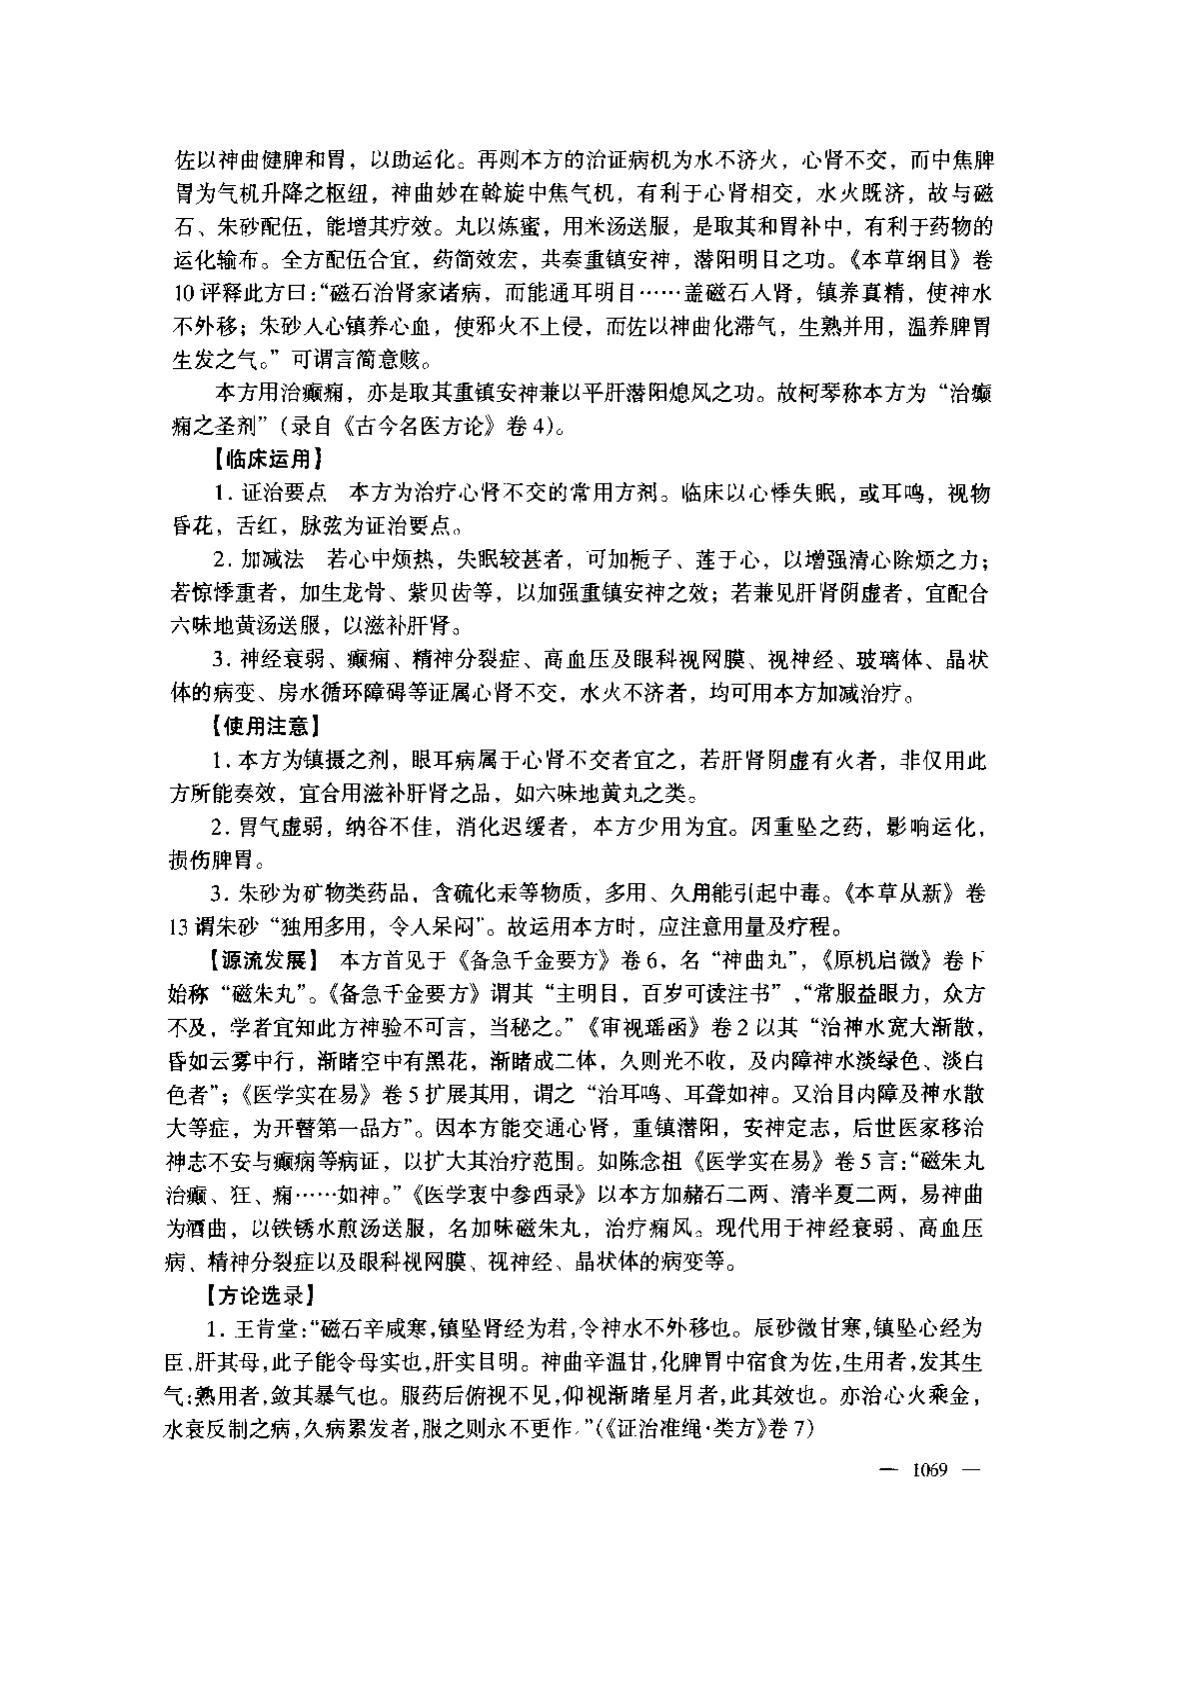 佐以神曲健脾和胃，以助运化。再则本方的治证病机为水不济火，心肾不交，而中焦脾
胃为气机升降之枢纽，神曲妙在斡旋中焦气机，有利于心肾相交，水火既济，故与磁
石、朱砂配伍，能增其疗效。丸以炼蜜，用米汤送服，是取其和胃补中，有利于药物的
运化输布。全方配伍合宜，药简效宏，共奏重镇安神，潜阳明目之功。《本草纲目》卷
10评释此方曰：“磁石治肾家诸病，而能通耳明目……盖磁石入肾，镇养真精，使神水
不外移；朱砂入心镇养心血，使邪火不上侵，而佐以神曲化滞气，生熟并用，温养脾胃
生发之气。”可谓言简意赅。
本方用治癫痫，亦是取其重镇安神兼以平肝潜阳熄风之功。故柯琴称本方为“治癫
痫之圣剂”（录自《古今名医方论》卷4）。
【临床运用】
1. 证治要点　本方为治疗心肾不交的常用方剂。临床以心悸失眠，或耳鸣，视物
昏花，舌红，脉弦为证治要点。
2. 加减法　若心中烦热，失眠较甚者，可加栀子、莲于心，以增强清心除烦之力；
若惊悸重者，加生龙骨、紫贝齿等，以加强重镇安神之效；若兼见肝肾阴虚者，宜配合
六味地黄汤送服，以滋补肝肾。
3. 神经衰弱、癫痫、精神分裂症、高血压及眼科视网膜、视神经、玻璃体、晶状
体的病变、房水循环障碍等证属心肾不交，水火不济者，均可用本方加减治疗。
【使用注意】
1. 本方为镇摄之剂，眼耳病属于心肾不交者宜之，若肝肾阴虚有火者，非仅用此
方所能奏效，宜合用滋补肝肾之品，如六味地黄丸之类。
2. 胃气虚弱，纳谷不佳，消化迟缓者，本方少用为宜。因重坠之药，影响运化，
损伤脾胃。
3. 朱砂为矿物类药品，含硫化汞等物质，多用、久用能引起中毒。《本草从新》卷
13谓朱砂“独用多用，令人呆闷”。故运用本方时，应注意用量及疗程。
【源流发展】　本方首见于《备急千金要方》卷6，名“神曲丸”，《原机启微》卷下
始称“磁朱丸”。《备急千金要方》谓其“主明目，百岁可读注书”，“常服益眼力，众方
不及，学者宜知此方神验不可言，当秘之。”《审视瑶函》卷2以其“治神水宽大渐散，
昏如云雾中行，渐睹空中有黑花，渐睹成二体，久则光不收，及内障神水淡绿色、淡白
色者”；《医学实在易》卷5扩展其用，谓之“治耳鸣、耳聋如神。又治目内障及神水散
大等症，为开瞽第一品方”。因本方能交通心肾，重镇潜阳，安神定志，后世医家移治
神志不安与癫痫等病证，以扩大其治疗范围。如陈念祖《医学实在易》卷5言：“磁朱丸
治癫、狂、痫……如神。”《医学衷中参西录》以本方加赭石二两、清半夏二两，易神曲
为酒曲，以铁锈水煎汤送服，名加味磁朱丸，治疗痫风。现代用于神经衰弱、高血压
病、精神分裂症以及眼科视网膜、视神经、晶状体的病变等。
【方论选录】
1. 王肯堂：“磁石辛咸寒，镇坠肾经为君，令神水不外移也。辰砂微甘寒，镇坠心经为
臣，肝其母，此子能令母实也，肝实目明。神曲辛温甘，化脾胃中宿食为佐，生用者，发其生
气；熟用者，敛其暴气也。服药后俯视不见，仰视渐睹星月者，此其效也。亦治心火乘金，
水衰反制之病，久病累发者，服之则永不更作。”（《证治准绳·类方》卷7）
— 1069 —